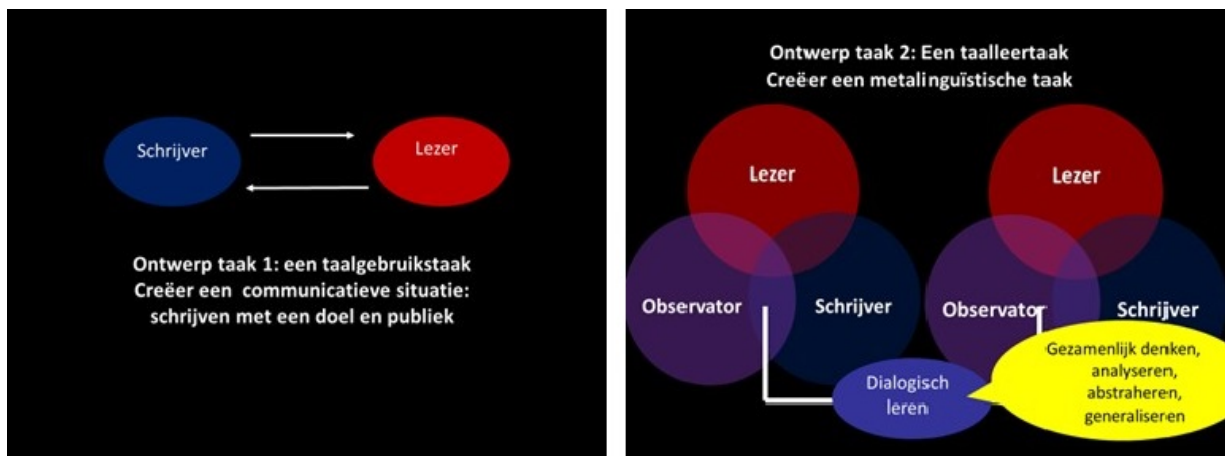 Schrijver
Lezer
Ontwerp taak 1: een taalgebruikstaak
Creëer een communicatieve situatie:
schrijven met een doel en publiek
Ontwerp taak 2: Een taalleertaak
Creëer een metalinguïstische taak
Lezer
Lezer
Observator
Schrijver
Observator
Schrijver
Dialogisch
leren
Gezamenlijk denken,
analyseren,
abstraheren,
generaliseren